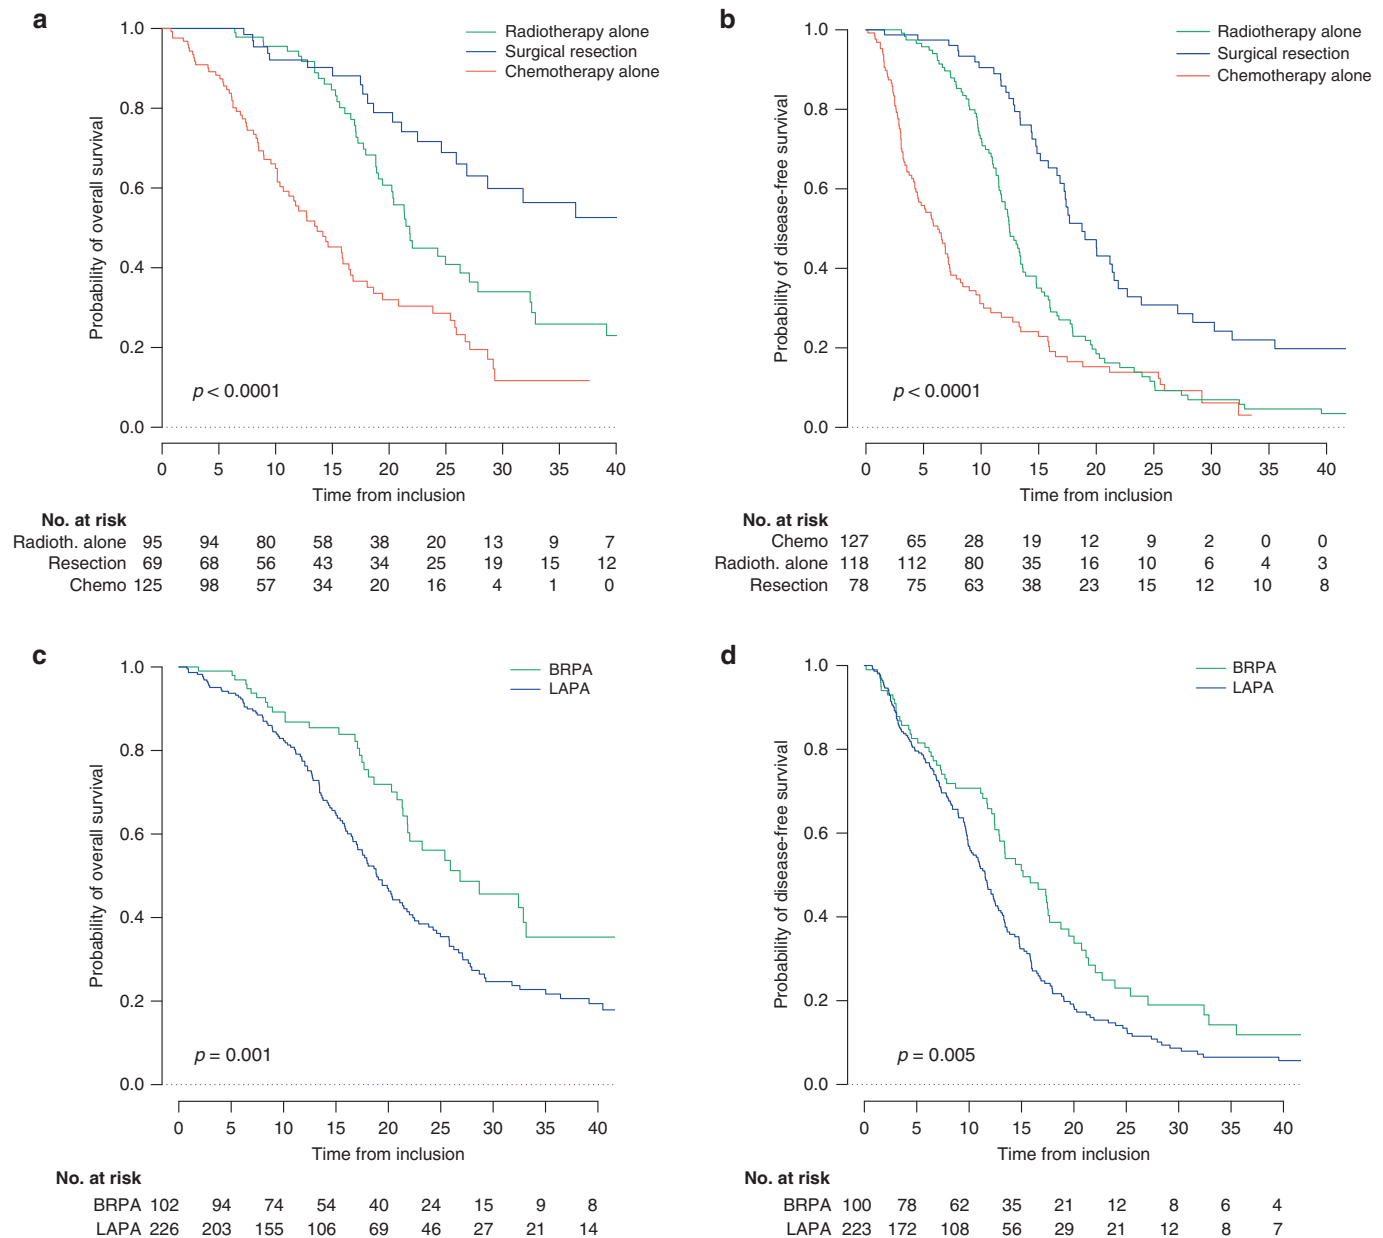 a
Radiotherapy alone
Surgical resection
Chemotherapy alone
Probability of overall survival
1.0
0.8
0.6
0.4
0.2
0.0
p < 0.0001
0 5 10 15 20 25 30 35 40
Time from inclusion
No. at risk
Radioth. alone 95 94 80 58 38 20 13 9 7
Resection 69 68 56 43 34 25 19 15 12
Chemo 125 98 57 34 20 16 4 1 0
b
Radiotherapy alone
Surgical resection
Chemotherapy alone
Probability of disease-free survival
1.0
0.8
0.6
0.4
0.2
0.0
p < 0.0001
0 5 10 15 20 25 30 35 40
Time from inclusion
No. at risk
Chemo 127 65 28 19 12 9 2 0 0
Radioth. alone 118 112 80 35 16 10 6 4 3
Resection 78 75 63 38 23 15 12 10 8
c
BRPA
LAPA
Probability of overall survival
1.0
0.8
0.6
0.4
0.2
0.0
p = 0.001
0 5 10 15 20 25 30 35 40
Time from inclusion
No. at risk
BRPA 102 94 74 54 40 24 15 9 8
LAPA 226 203 155 106 69 46 27 21 14
d
BRPA
LAPA
Probability of disease-free survival
1.0
0.8
0.6
0.4
0.2
0.0
p = 0.005
0 5 10 15 20 25 30 35 40
Time from inclusion
No. at risk
BRPA 100 78 62 35 21 12 8 6 4
LAPA 223 172 108 56 29 21 12 8 7